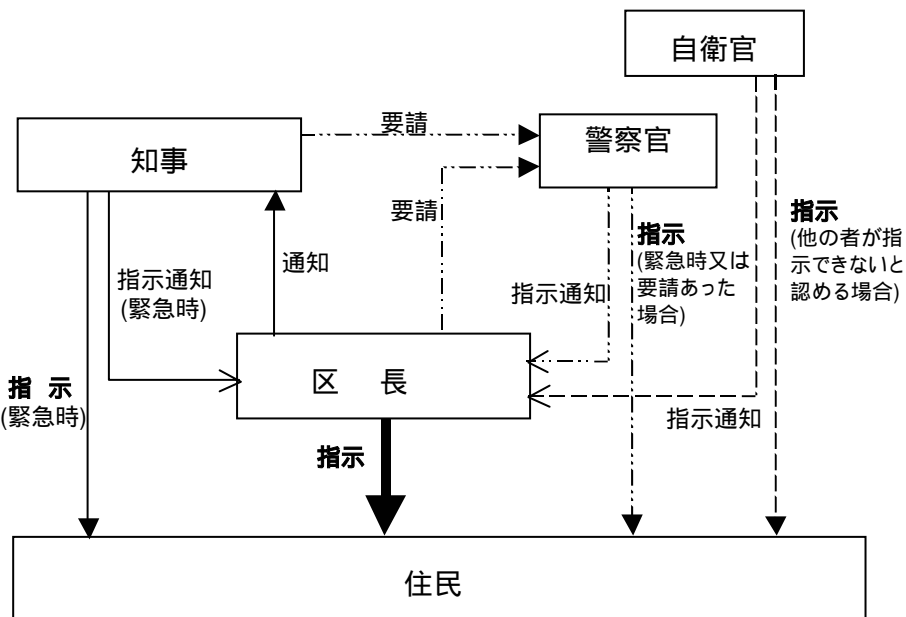 自衛官
要請
警察官
知事
要請
指示
(他の者が指
示できないと
認める場合)
指示
(緊急時又は
要請あった
場合)
通知
指示通知
(緊急時)
指示通知
区 長
指 示
(緊急時)
指示通知
指示
住民